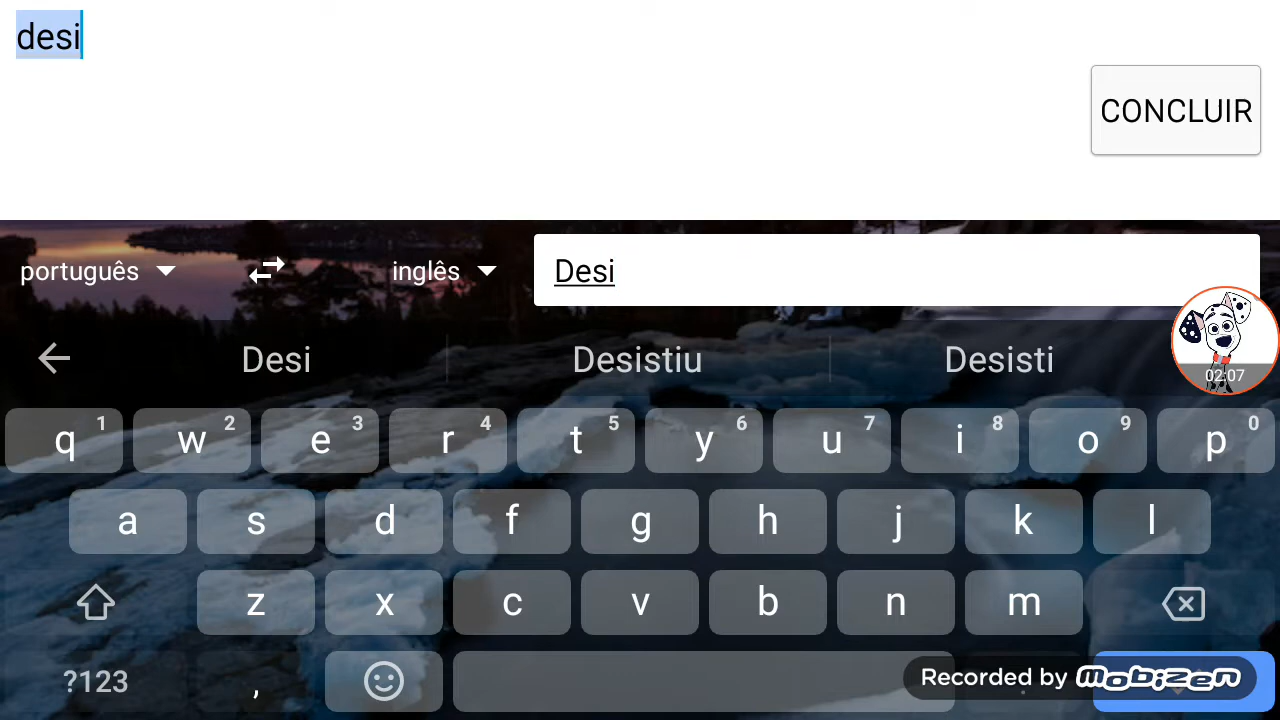 desi
CONCLUIR
português inglês Desi
Desi Desistiu Desisti
02:07
q 1 w 2 e 3 r 4 t 5 y 6 u 7 i 8 o 9 p 0
a s d f g h j k l
z x c v b n m
?123 , .
Recorded by mobizen